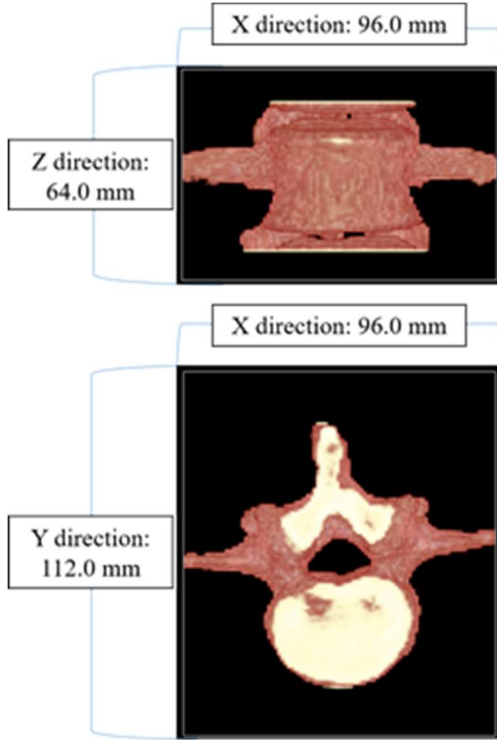 X direction: 96.0 mm
Z direction:
64.0 mm
X direction: 96.0 mm
Y direction:
112.0 mm